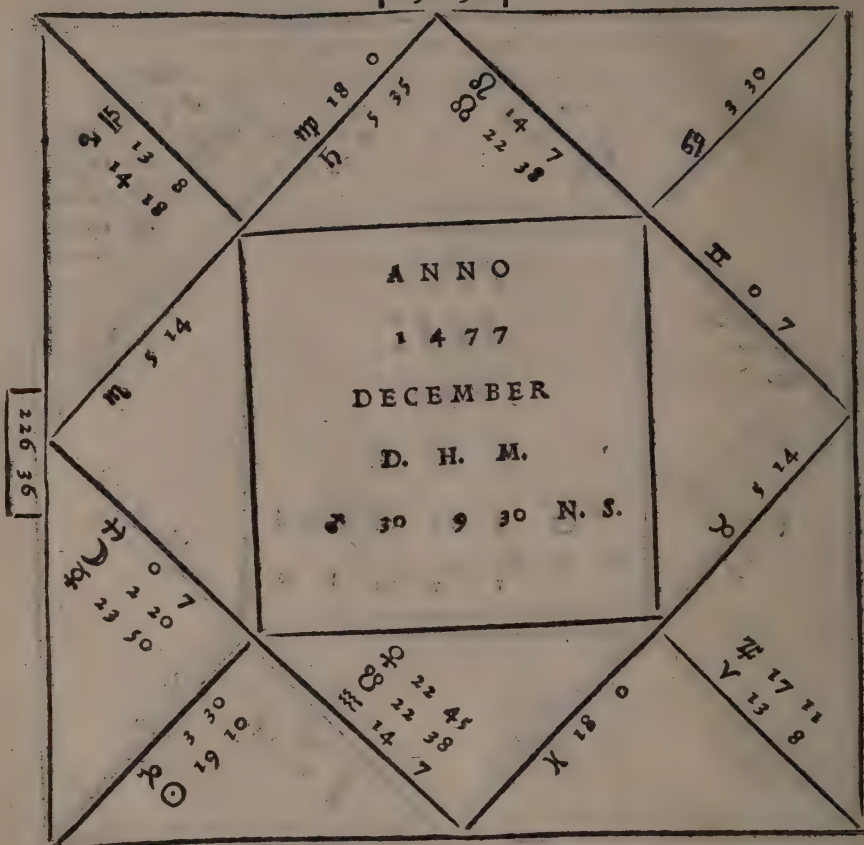 ♍ 18 0
♄ 5 35
♌ 14 7
☊ 22 38
♋ 3 30
♎ 13 8
♂ 14 18
♊ 0 7
♏ 5 14
ANNO
1477
DECEMBER
D. H. M.
♂ 30 9 30 N. S.
226 36
♉ 5 14
♐ 0 7
☽ 2 20
☿ 23 50
♑ 3 30
☉ 19 10
♀ 22 45
☋ 22 38
♒ 14 7
♓ 18 0
♃ 17 11
♈ 13 8